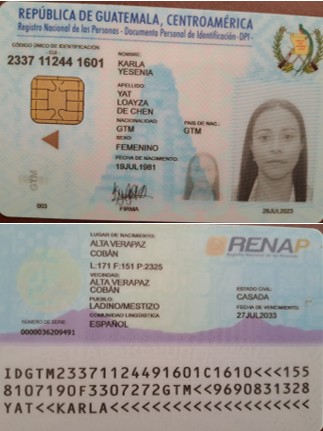 REPÚBLICA DE GUATEMALA, CENTROAMÉRICA
Registro Nacional de las Personas - Documento Personal de Identificación -DPI-
CÓDIGO ÚNICO DE IDENTIFICACIÓN
- CUI -
2337 11244 1601
NOMBRE:
KARLA
YESENIA
APELLIDO:
YAT
LOAYZA
DE CHEN
NACIONALIDAD:
GTM
PAIS DE NAC.:
GTM
SEXO:
FEMENINO
FECHA DE NACIMIENTO:
19JUL1981
GTM
003
FIRMA
26JUL2023
LUGAR DE NACIMIENTO:
ALTA VERAPAZ
COBÁN
L:171 F:151 P:2325
VECINDAD:
ALTA VERAPAZ
COBÁN
PUEBLO:
LADINO/MESTIZO
COMUNIDAD LINGÜÍSTICA
ESPAÑOL
RENAP
Registro Nacional de las Personas
ESTADO CIVIL:
CASADA
FECHA DE VENCIMIENTO:
27JUL2033
NÚMERO DE SERIE
0000036209491
IDGTM23371124491601C1610<<<155
8107190F3307272GTM<<9690831328
YAT<<KARLA<<<<<<<<<<<<<<<<<<<<